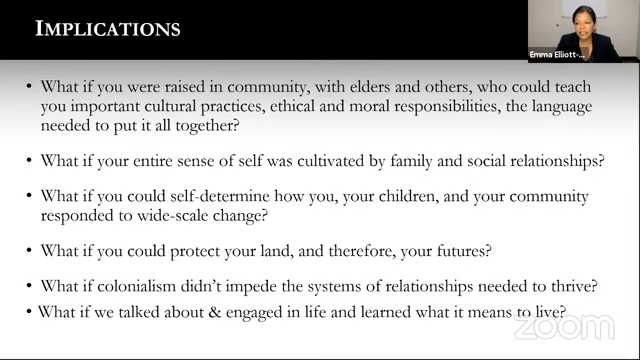 IMPLICATIONS
Emma Elliott-...
• What if you were raised in community, with elders and others, who could teach
you important cultural practices, ethical and moral responsibilities, the language
needed to put it all together?
• What if your entire sense of self was cultivated by family and social relationships?
• What if you could self-determine how you, your children, and your community
responded to wide-scale change?
• What if you could protect your land, and therefore, your futures?
• What if colonialism didn't impede the systems of relationships needed to thrive?
• What if we talked about & engaged in life and learned what it means to live?
zoom